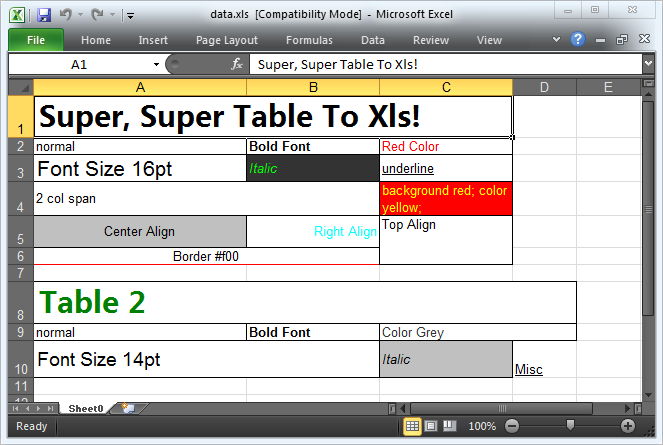 data.xls [Compatibility Mode] - Microsoft Excel
File Home Insert Page Layout Formulas Data Review View
A1 fx Super, Super Table To Xls!
A B C D E
1 Super, Super Table To Xls!
2 normal Bold Font Red Color
3 Font Size 16pt Italic underline
4 2 col span background red; color yellow;
5 Center Align Right Align Top Align
6 Border #f00
7
8 Table 2
9 normal Bold Font Color Grey
10 Font Size 14pt Italic Misc
11
12
Sheet0
Ready 100%